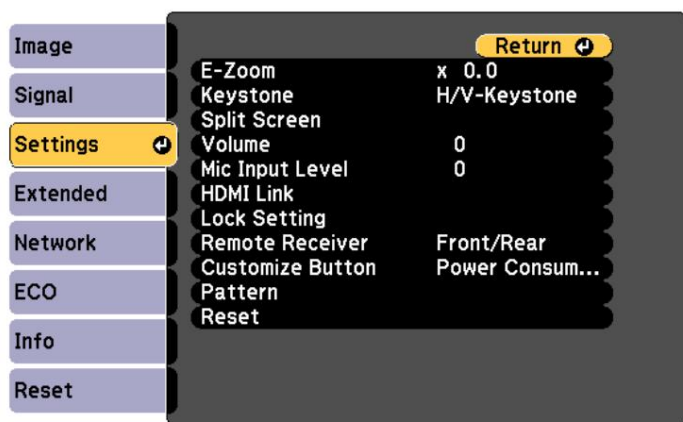 Image
Signal
Settings
Extended
Network
ECO
Info
Reset
Return
E-Zoom x 0.0
Keystone H/V-Keystone
Split Screen
Volume 0
Mic Input Level 0
HDMI Link
Lock Setting
Remote Receiver Front/Rear
Customize Button Power Consum...
Pattern
Reset